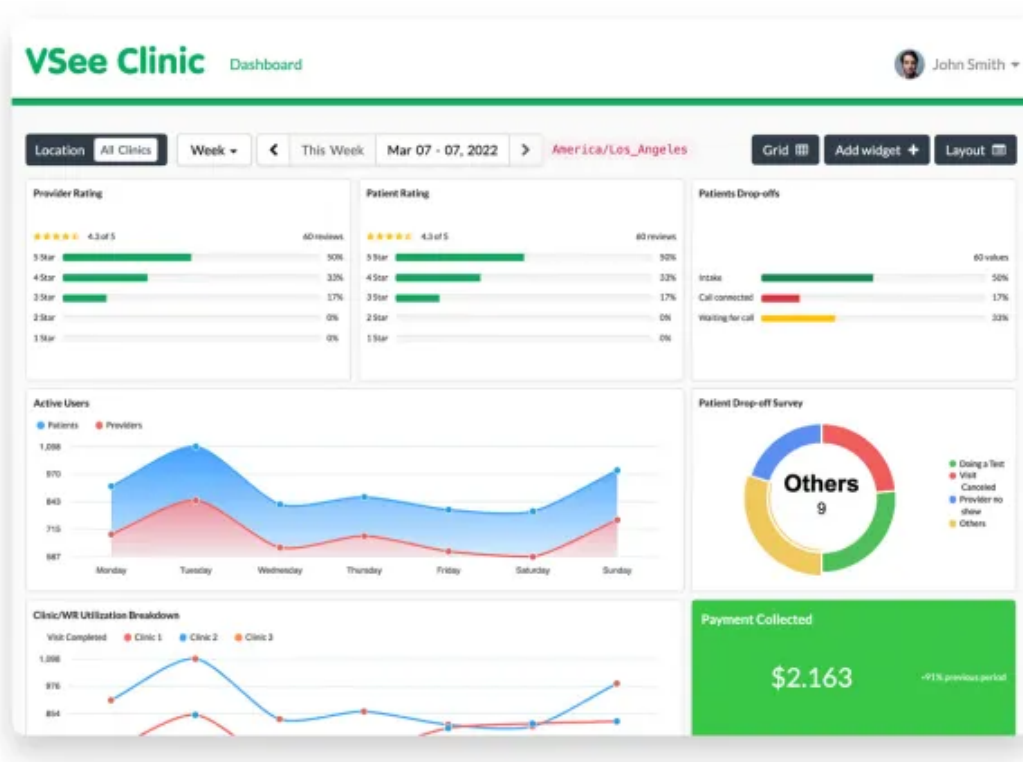 VSee Clinic Dashboard John Smith
Location All Clinics Week This Week Mar 07 - 07, 2022 America/Los_Angeles Grid Add widget + Layout
Provider Rating
4.3 of 5 60 reviews
5 Star 50%
4 Star 33%
3 Star 17%
2 Star 0%
1 Star 0%
Patient Rating
4.3 of 5 60 reviews
5 Star 50%
4 Star 33%
3 Star 17%
2 Star 0%
1 Star 0%
Patients Drop-offs
60 values
Intake 50%
Call connected 17%
Waiting for call 33%
Active Users
Patients Providers
1,098
970
843
715
587
Monday Tuesday Wednesday Thursday Friday Saturday Sunday
Patient Drop-off Survey
Others
9
Doing a Test
Visit
Canceled
Provider no
show
Others
Clinic/WR Utilization Breakdown
Visit Completed Clinic 1 Clinic 2 Clinic 3
1,098
976
854
Payment Collected
$2.163
+91% previous period